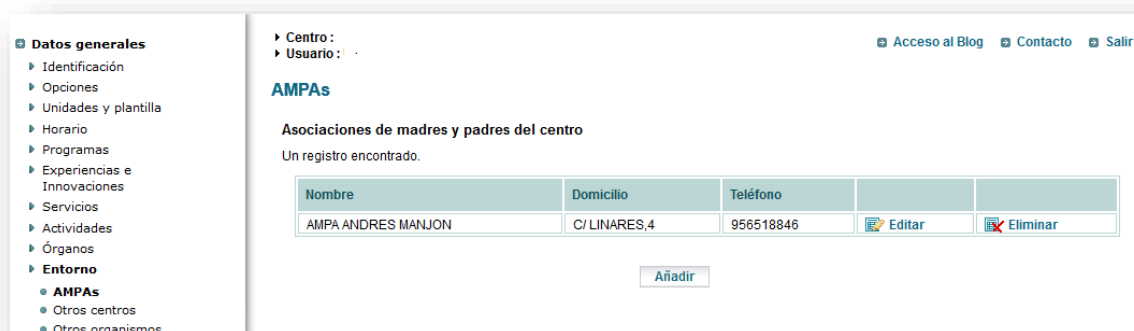 Datos generales
Identificación
Opciones
Unidades y plantilla
Horario
Programas
Experiencias e
Innovaciones
Servicios
Actividades
Órganos
Entorno
AMPAs
Otros centros
Otros organismos
Centro :
Usuario :
Acceso al Blog Contacto Salir
AMPAs
Asociaciones de madres y padres del centro
Un registro encontrado.
Nombre Domicilio Teléfono
AMPA ANDRES MANJON C/ LINARES,4 956518846 Editar Eliminar
Añadir